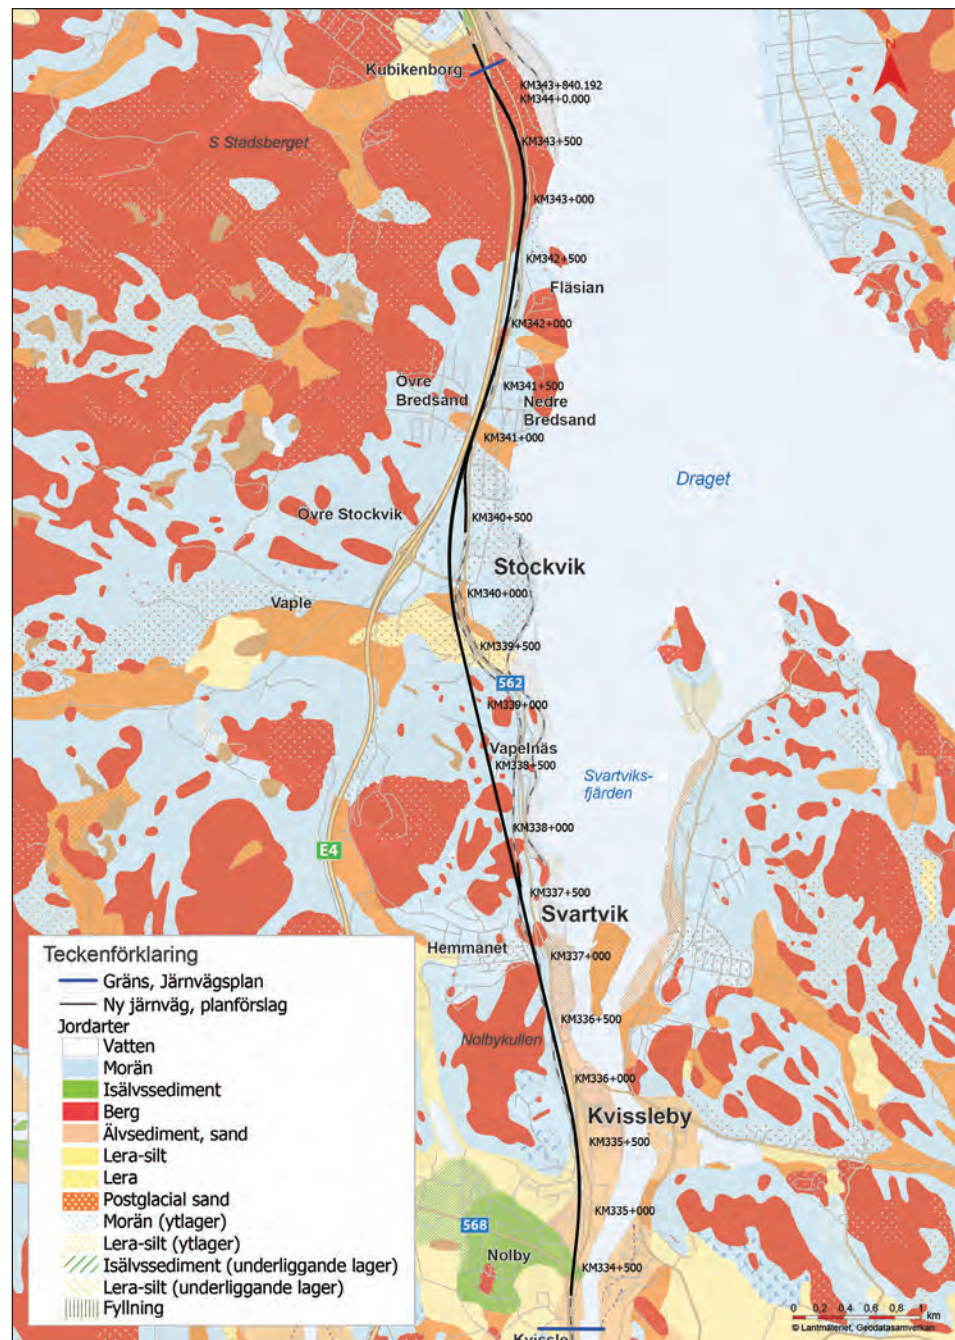 Kubikenborg
N
KM343+840.192
KM344+0.000
S Stadsberget
KM343+500
KM343+000
KM342+500
Fläsian
KM342+000
Övre
Bredsand
KM341+500
Nedre
Bredsand
KM341+000
Draget
Övre Stockvik
KM340+500
Stockvik
Vaple
KM340+000
KM339+500
562
KM339+000
Vapelnäs
KM338+500
Svartviks-
fjärden
KM338+000
E4
KM337+500
Svartvik
Hemmanet
KM337+000
Teckenförklaring
Gräns, Järnvägsplan
Ny järnväg, planförslag
Jordarter
Vatten
Morän
Isälvssediment
Berg
Älvsediment, sand
Lera-silt
Lera
Postglacial sand
Morän (ytlager)
Lera-silt (ytlager)
Isälvssediment (underliggande lager)
Lera-silt (underliggande lager)
Fyllning
KM336+500
Nolbykullen
KM336+000
Kvissleby
KM335+500
KM335+000
568
Nolby
KM334+500
0 0,2 0,4 0,6 0,8 1
km
© Lantmäteriet, Geodatasamverkan
Kvissle